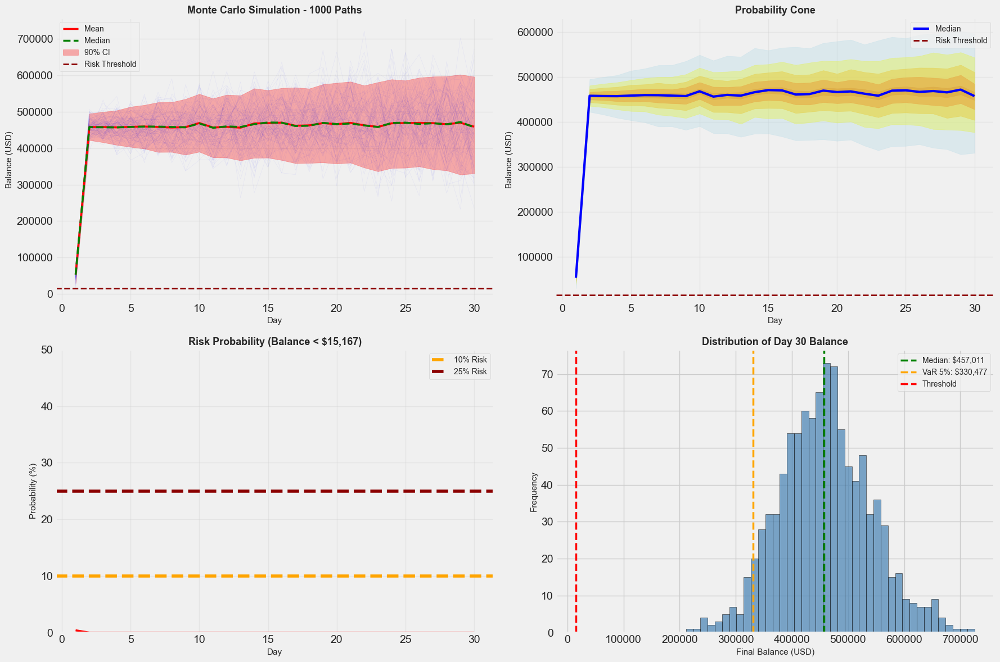 Monte Carlo Simulation - 1000 Paths
Mean
Median
90% CI
Risk Threshold
Balance (USD)
700000
600000
500000
400000
300000
200000
100000
0
0 5 10 15 20 25 30
Day
Probability Cone
Median
Risk Threshold
Balance (USD)
600000
500000
400000
300000
200000
100000
0 5 10 15 20 25 30
Day
Risk Probability (Balance < $15,167)
10% Risk
25% Risk
Probability (%)
50
40
30
20
10
0
0 5 10 15 20 25 30
Day
Distribution of Day 30 Balance
Median: $457,011
VaR 5%: $330,477
Threshold
Frequency
70
60
50
40
30
20
10
0
0 100000 200000 300000 400000 500000 600000 700000
Final Balance (USD)